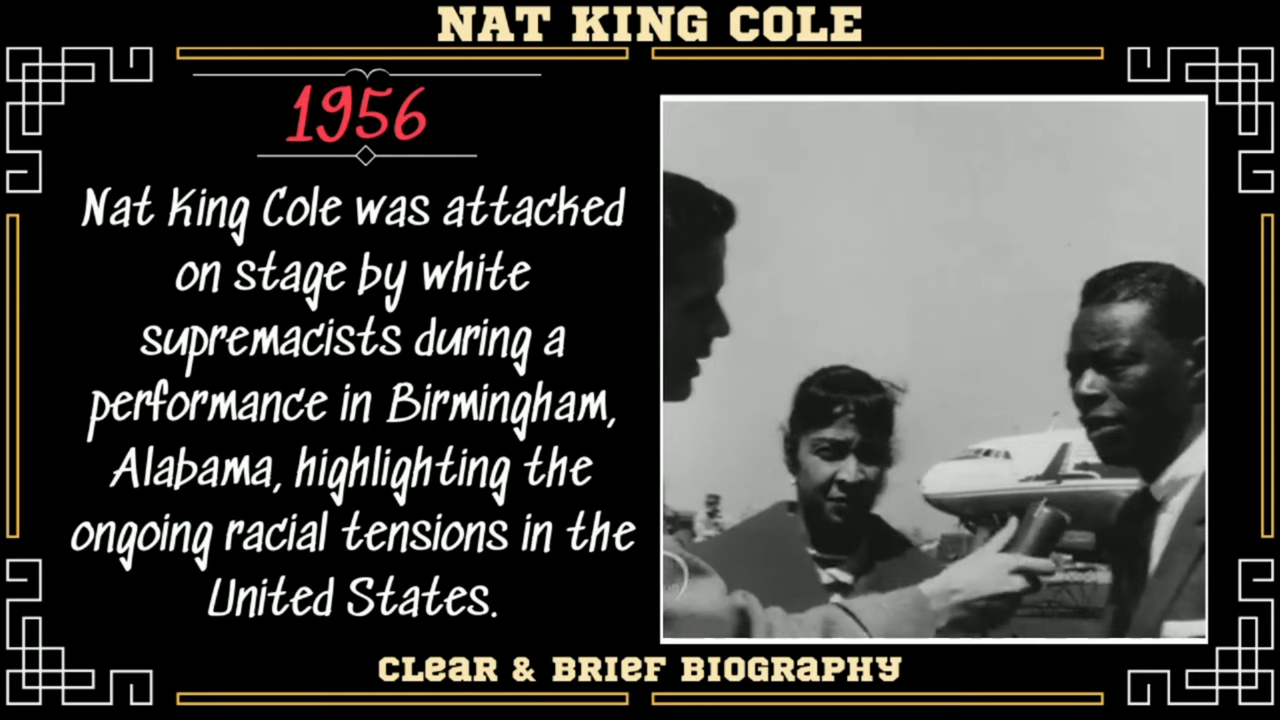 NAT KING COLE
1956
Nat King Cole was attacked
on stage by white
supremacists during a
performance in Birmingham,
Alabama, highlighting the
ongoing racial tensions in the
United States.
CLEAR & BRIEF BIOGRAPHY